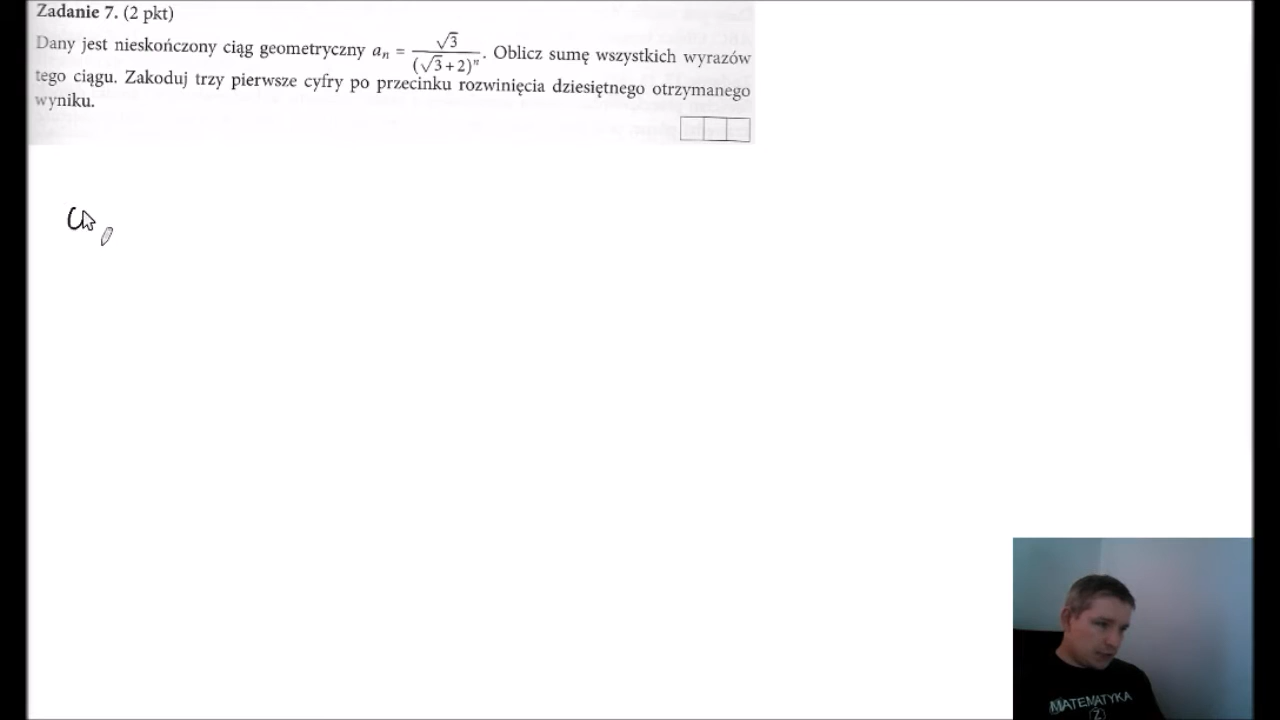 Zadanie 7. (2 pkt)
Dany jest nieskończony ciąg geometryczny aₙ = √3 / (√3+2)ⁿ. Oblicz sumę wszystkich wyrazów
tego ciągu. Zakoduj trzy pierwsze cyfry po przecinku rozwinięcia dziesiętnego otrzymanego
wyniku.
MATEMATYKA